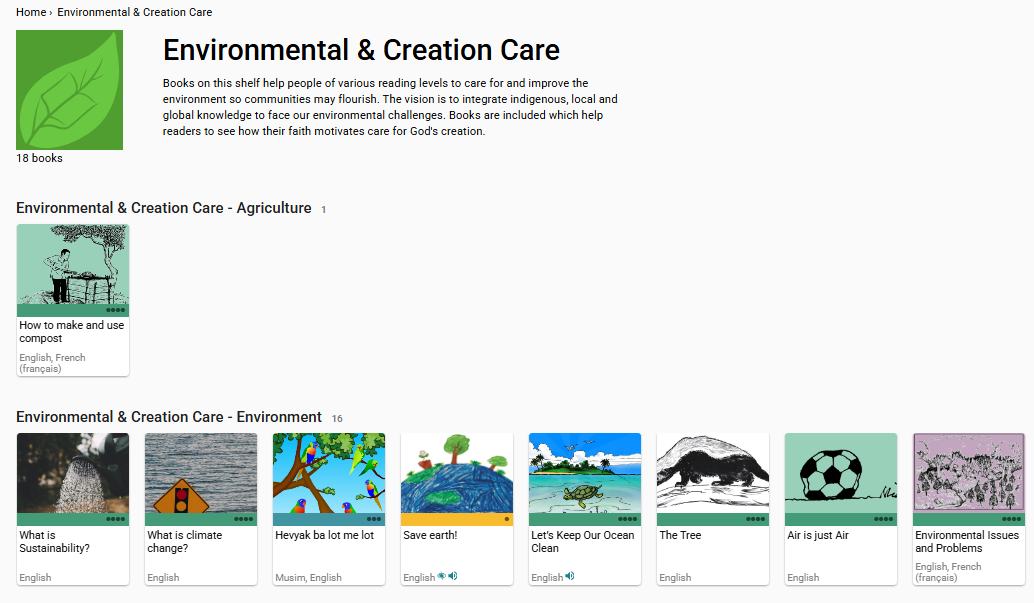 Home › Environmental & Creation Care
Environmental & Creation Care
Books on this shelf help people of various reading levels to care for and improve the
environment so communities may flourish. The vision is to integrate indigenous, local and
global knowledge to face our environmental challenges. Books are included which help
readers to see how their faith motivates care for God's creation.
18 books
Environmental & Creation Care - Agriculture 1
How to make and use
compost
English, French
(français)
Environmental & Creation Care - Environment 16
What is
Sustainability?
English
What is climate
change?
English
Hevyak ba lot me lot
Musim, English
Save earth!
English
Let's Keep Our Ocean
Clean
English
The Tree
English
Air is just Air
English
Environmental Issues
and Problems
English, French
(français)